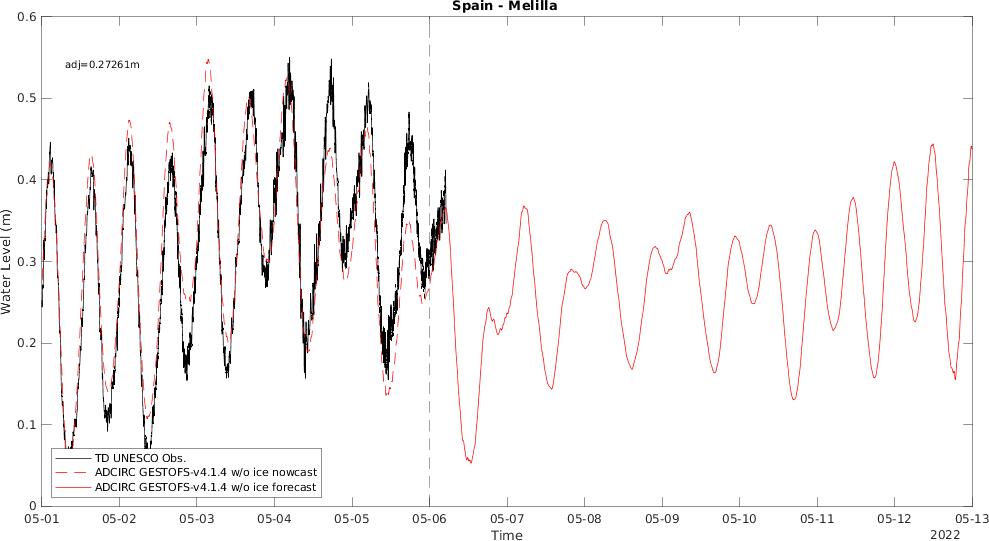 Spain - Melilla
adj=0.27261m
0.6
0.5
0.4
0.3
0.2
0.1
0
Water Level (m)
TD UNESCO Obs.
ADCIRC GESTOFS-v4.1.4 w/o ice nowcast
ADCIRC GESTOFS-v4.1.4 w/o ice forecast
05-01 05-02 05-03 05-04 05-05 05-06 05-07 05-08 05-09 05-10 05-11 05-12 05-13
Time
2022